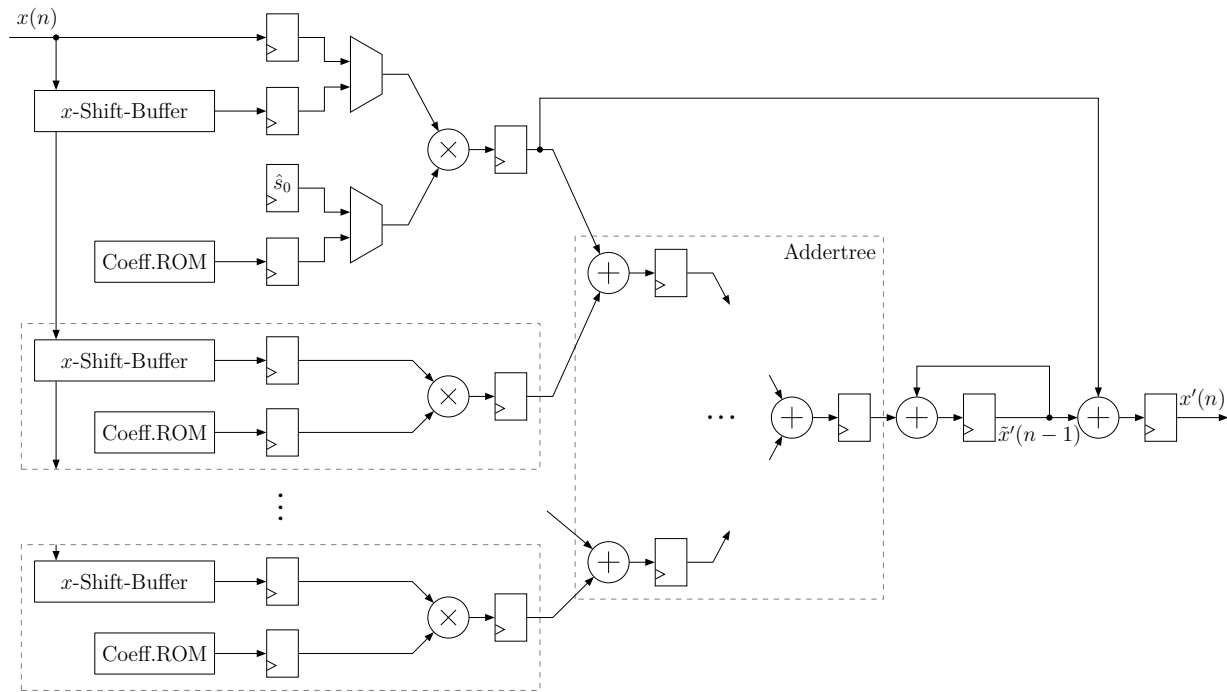 x(n)
x-Shift-Buffer
ŝ₀
Coeff.ROM
Addertree
x-Shift-Buffer
Coeff.ROM
x̃′(n − 1)
x′(n)
x-Shift-Buffer
Coeff.ROM